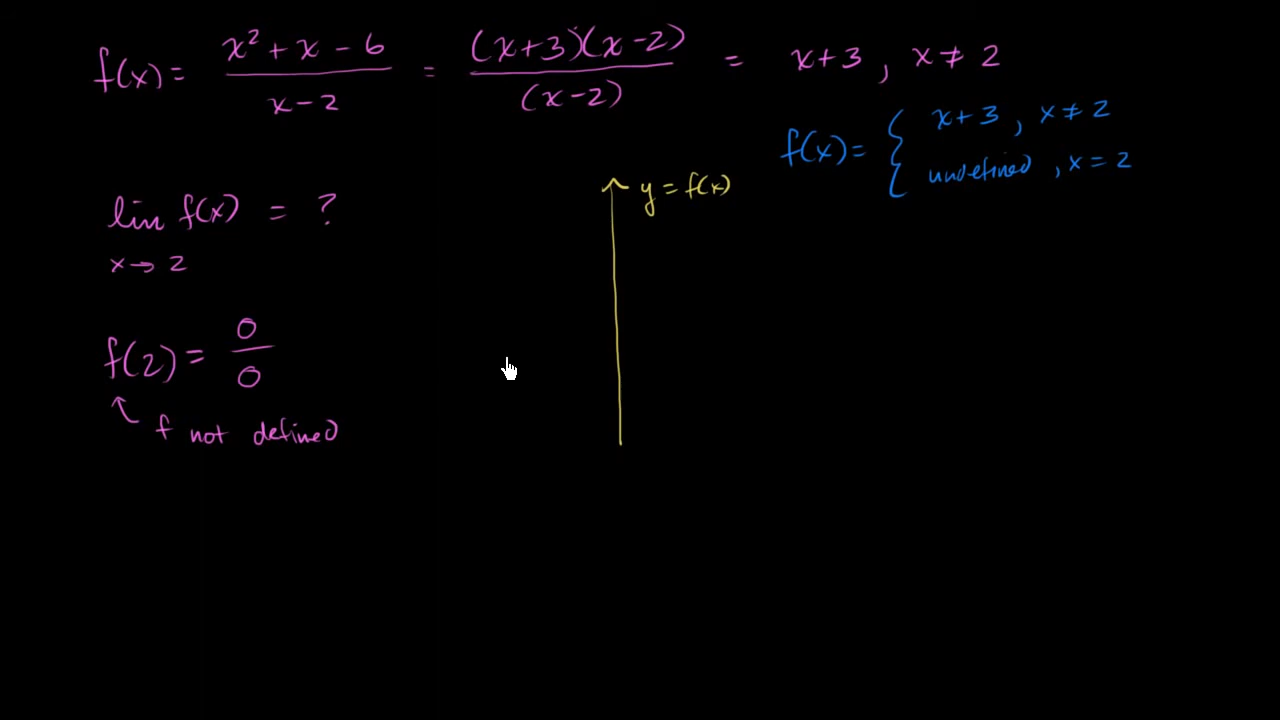 f(x) = (x² + x - 6)/(x - 2) = (x+3)(x-2)/(x-2) = x+3, x ≠ 2
f(x) = { x+3, x ≠ 2
undefined, x = 2
y = f(x)
lim f(x) = ?
x → 2
f(2) = 0/0
f not defined